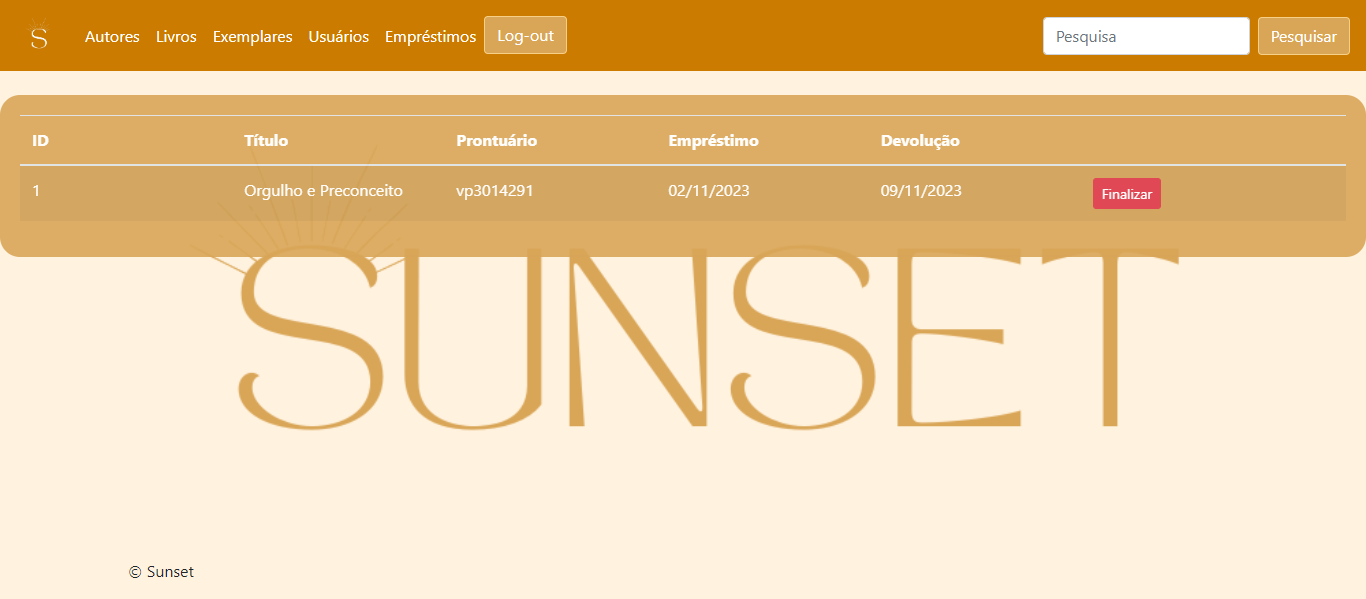 S Autores Livros Exemplares Usuários Empréstimos Log-out Pesquisa Pesquisar
ID Título Prontuário Empréstimo Devolução
1 Orgulho e Preconceito vp3014291 02/11/2023 09/11/2023 Finalizar
SUNSET
© Sunset